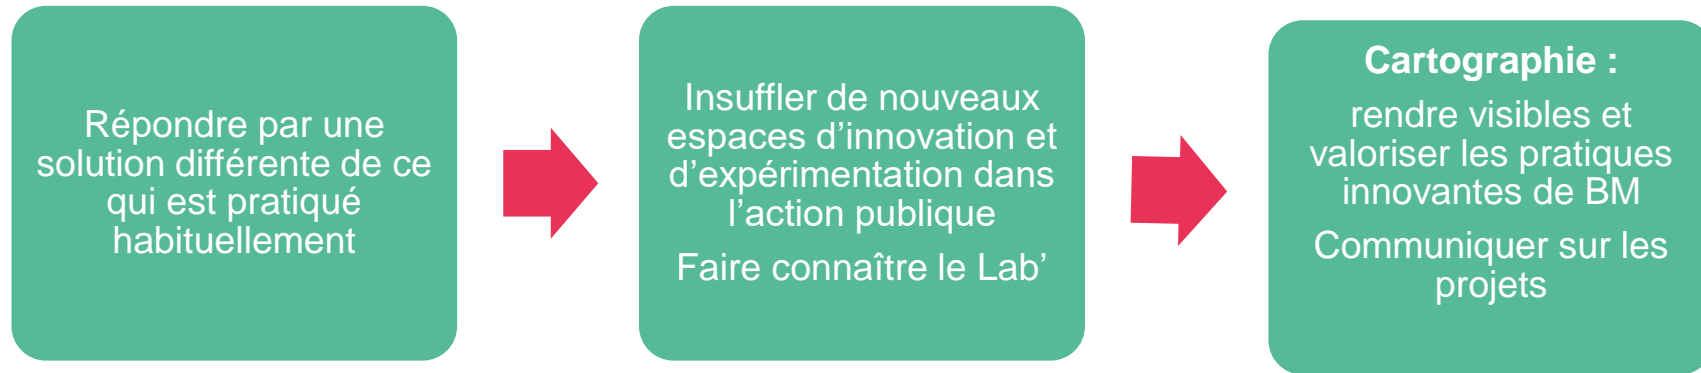 Répondre par une
solution différente de ce
qui est pratiqué
habituellement
Insuffler de nouveaux
espaces d’innovation et
d’expérimentation dans
l’action publique
Faire connaître le Lab’
Cartographie :
rendre visibles et
valoriser les pratiques
innovantes de BM
Communiquer sur les
projets